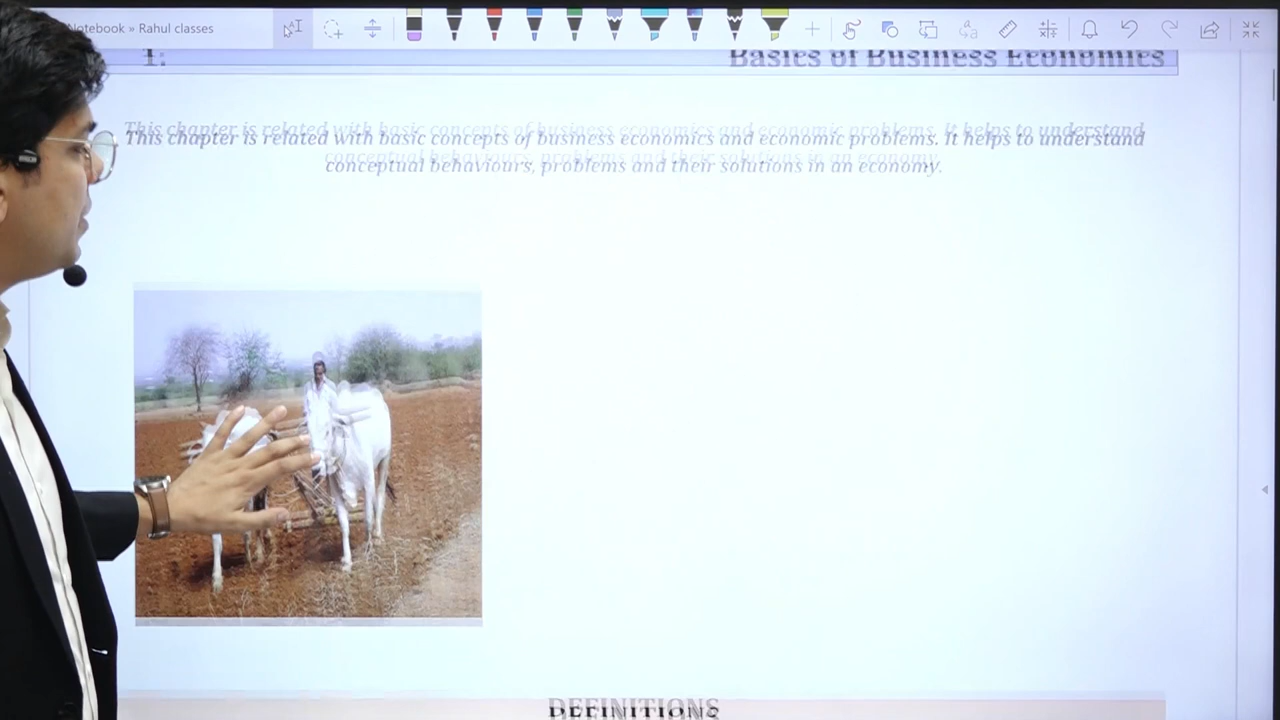 Notebook » Rahul classes
1:
Basics of Business Economics
This chapter is related with basic concepts of business economics and economic problems. It helps to understand
conceptual behaviours, problems and their solutions in an economy.
DEFINITIONS